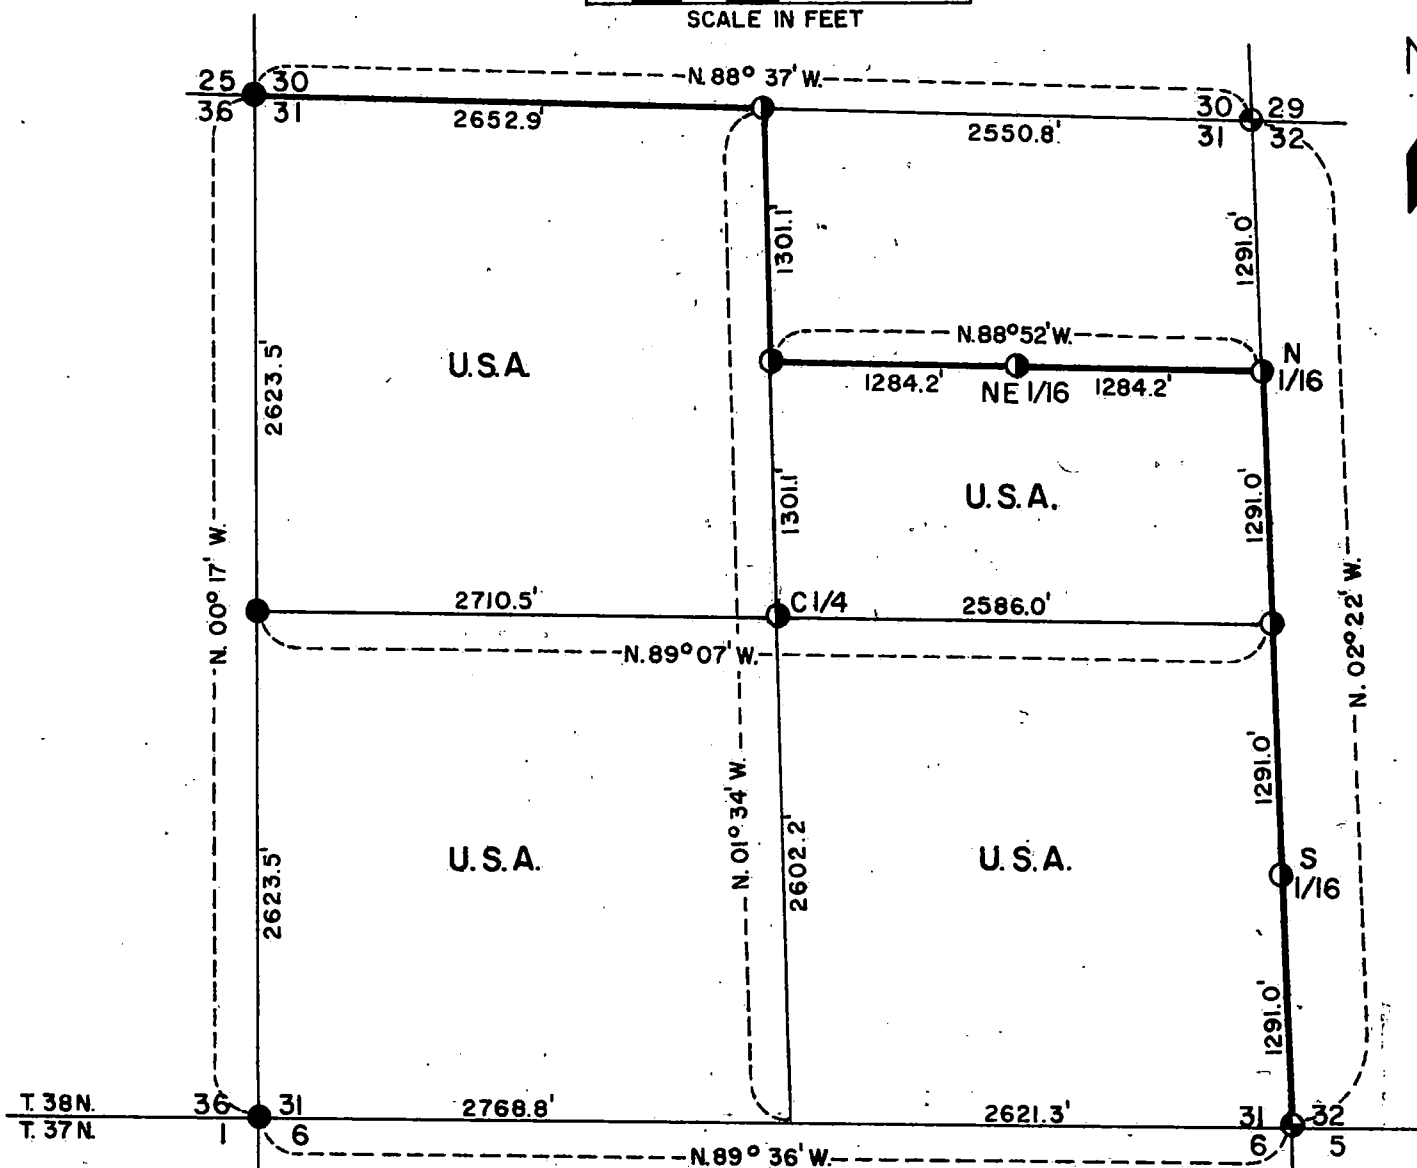 SCALE IN FEET
25 30
36 31
N. 88° 37' W.
2652.9'
2550.8'
30 29
31 32
1301.1'
1291.0'
N. 88° 52' W.
N
1/16
1284.2'
NE 1/16
1284.2'
2623.5'
U.S.A.
U.S.A.
1301.1'
1291.0'
N. 00° 17' W.
2710.5'
C 1/4
2586.0'
N. 89° 07' W.
N. 02° 22' W.
1291.0'
N. 01° 34' W.
2602.2'
U.S.A.
U.S.A.
S
1/16
2623.5'
1291.0'
T. 38 N.
T. 37 N.
36 31
1 6
2768.8'
2621.3'
31 32
6 5
N. 89° 36' W.